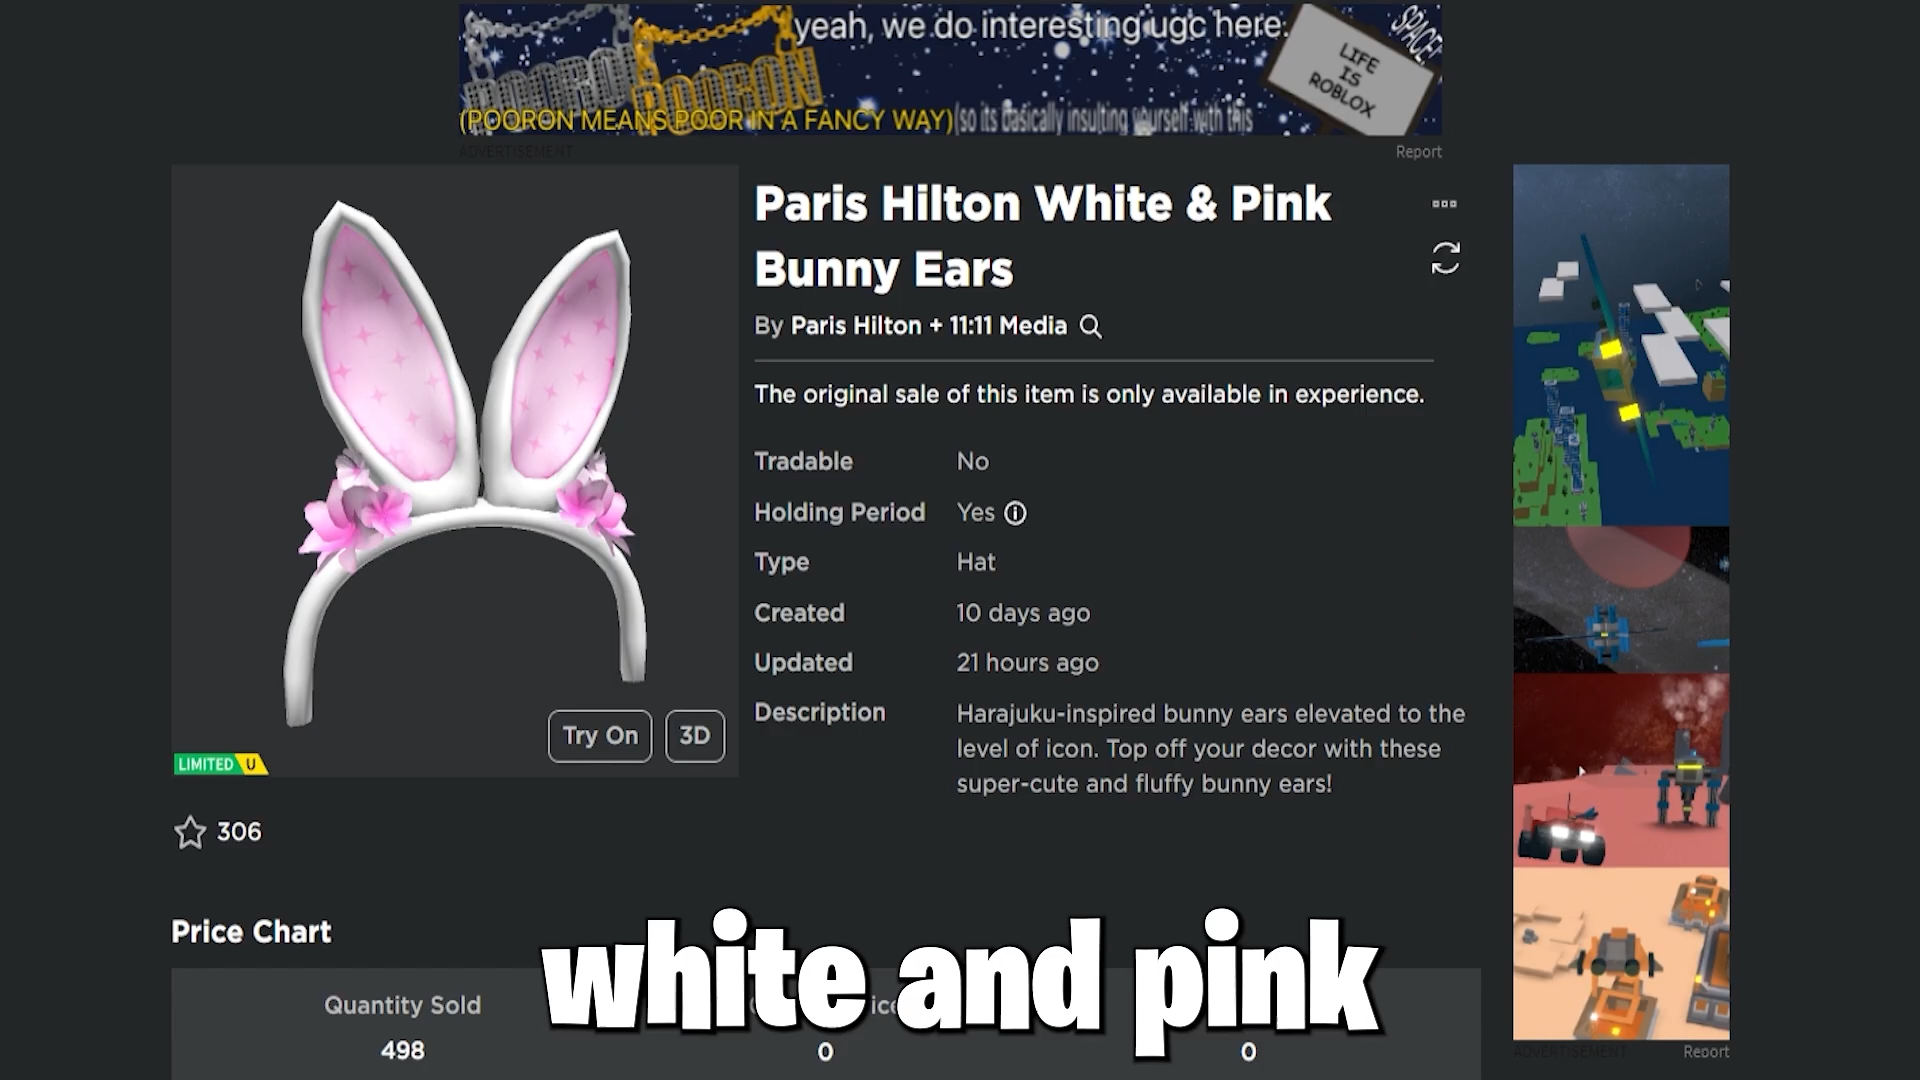 yeah, we do interesting ugc here:
POORON
POORON
LIFE
IS
ROBLOX
SPACE!
(POORON MEANS POOR IN A FANCY WAY)(so its basically insulting yourself with this
ADVERTISEMENT
Report
Paris Hilton White & Pink
Bunny Ears
By Paris Hilton + 11:11 Media
The original sale of this item is only available in experience.
Tradable No
Holding Period Yes
Type Hat
Created 10 days ago
Updated 21 hours ago
Description Harajuku-inspired bunny ears elevated to the
level of icon. Top off your decor with these
super-cute and fluffy bunny ears!
Try On
3D
LIMITED U
306
Price Chart
white and pink
Quantity Sold
498
0
0
ADVERTISEMENT
Report